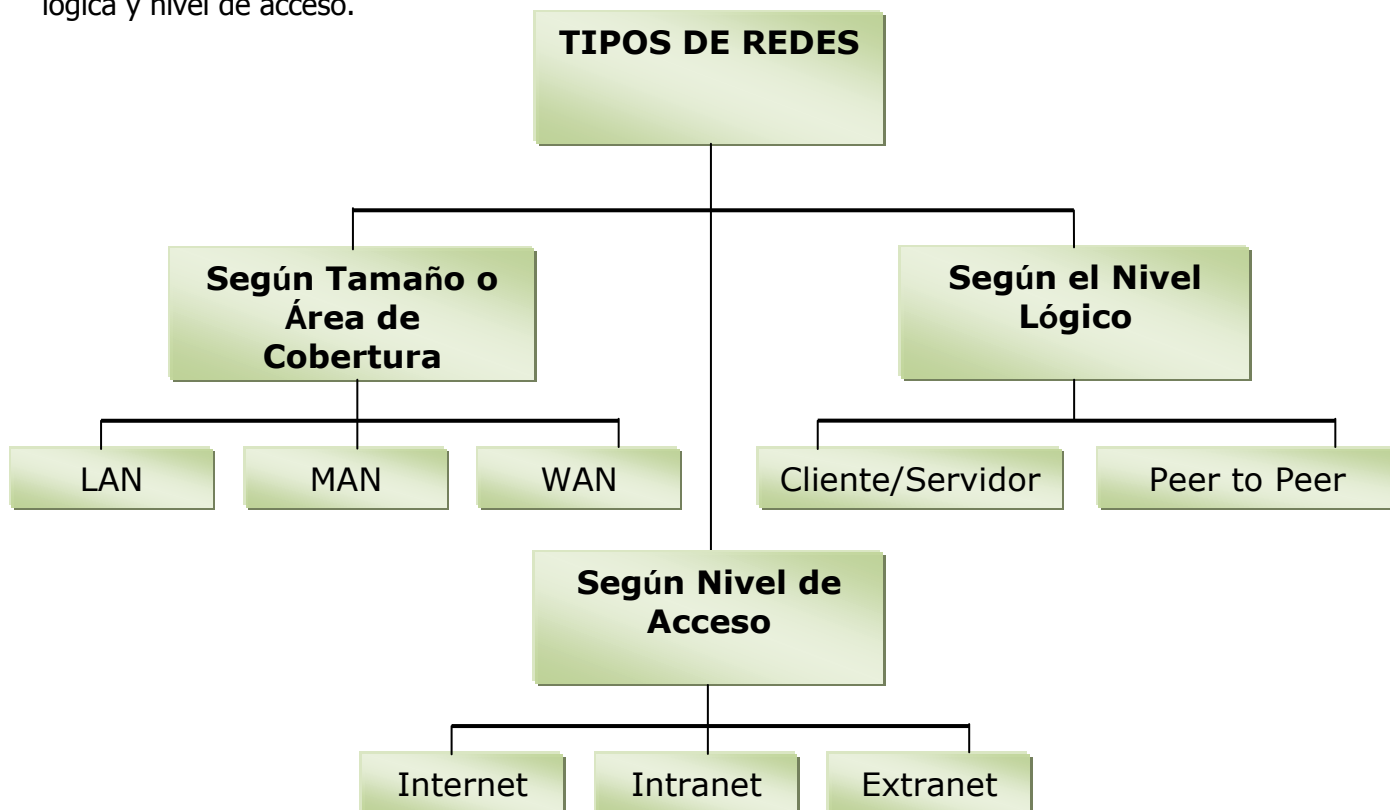 lógica y nivel de acceso.
TIPOS DE REDES
Según Tamaño o
Área de
Cobertura
Según el Nivel
Lógico
LAN
MAN
WAN
Cliente/Servidor
Peer to Peer
Según Nivel de
Acceso
Internet
Intranet
Extranet